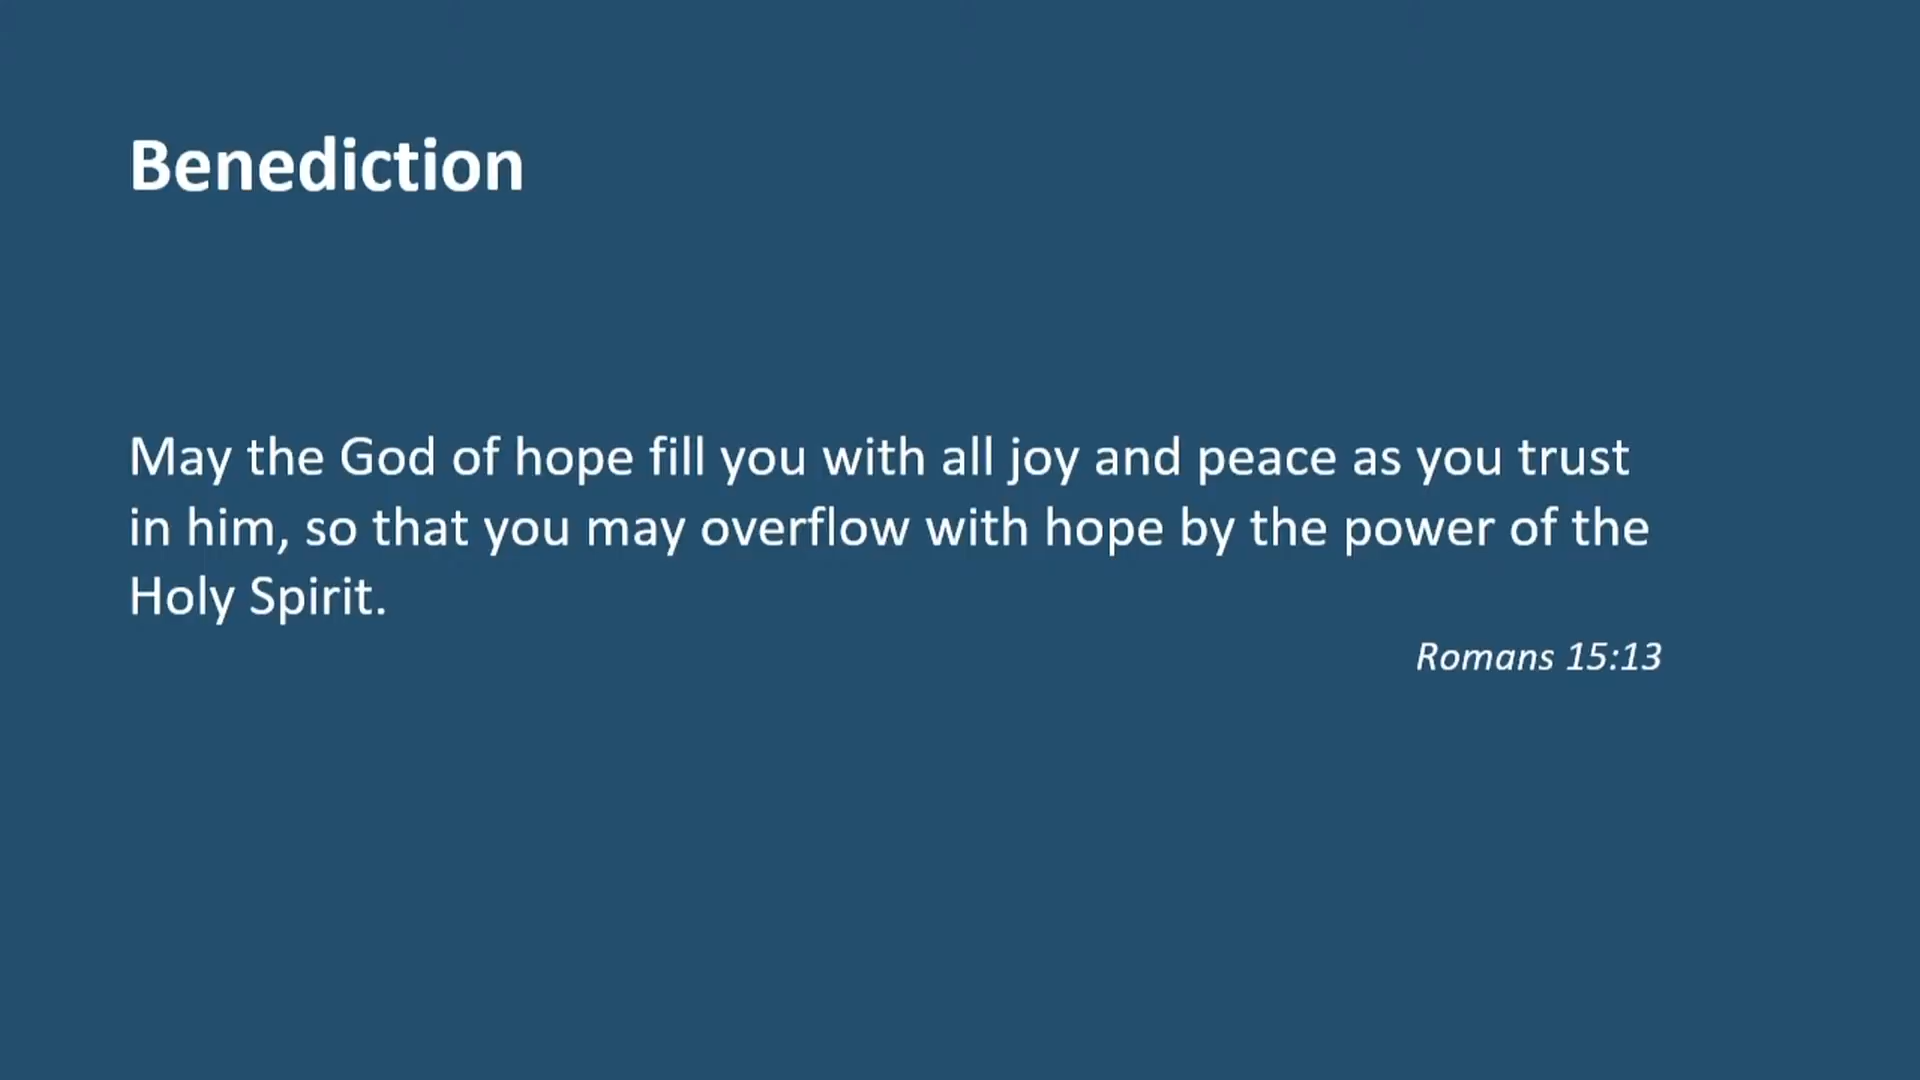 Benediction
May the God of hope fill you with all joy and peace as you trust
in him, so that you may overflow with hope by the power of the
Holy Spirit.
Romans 15:13